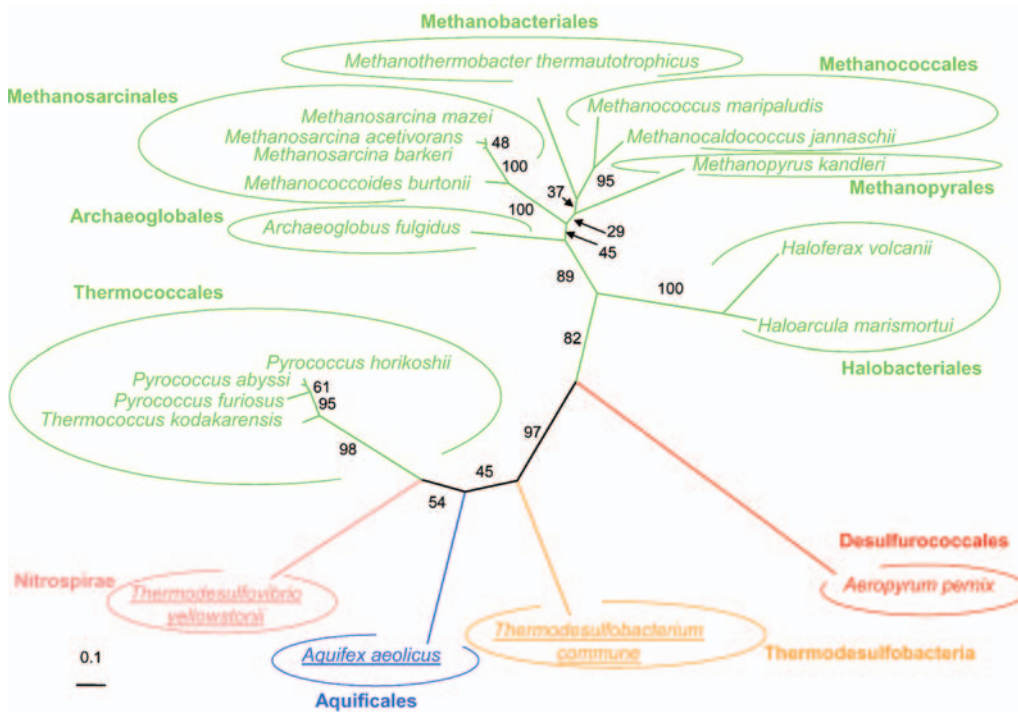 Methanobacteriales
Methanothermobacter thermautotrophicus
Methanococcales
Methanosarcinales
Methanococcus maripaludis
Methanosarcina mazei
Methanosarcina acetivorans
48
Methanocaldococcus jannaschii
Methanosarcina barkeri
100
95
Methanopyrus kandleri
Methanococcoides burtonii
37
Methanopyrales
100
Archaeoglobales
Archaeoglobus fulgidus
29
45
Haloferax volcanii
89
100
Thermococcales
Haloarcula marismortui
82
Pyrococcus horikoshii
Halobacteriales
Pyrococcus abyssi
61
Pyrococcus furiosus
95
Thermococcus kodakarensis
97
98
45
54
Desulfurococcales
Nitrospirae
Thermodesulfovibrio
yellowstonii
Aeropyrum pernix
Thermodesulfobacterium
commune
0.1
Aquifex aeolicus
Thermodesulfobacteria
Aquificales